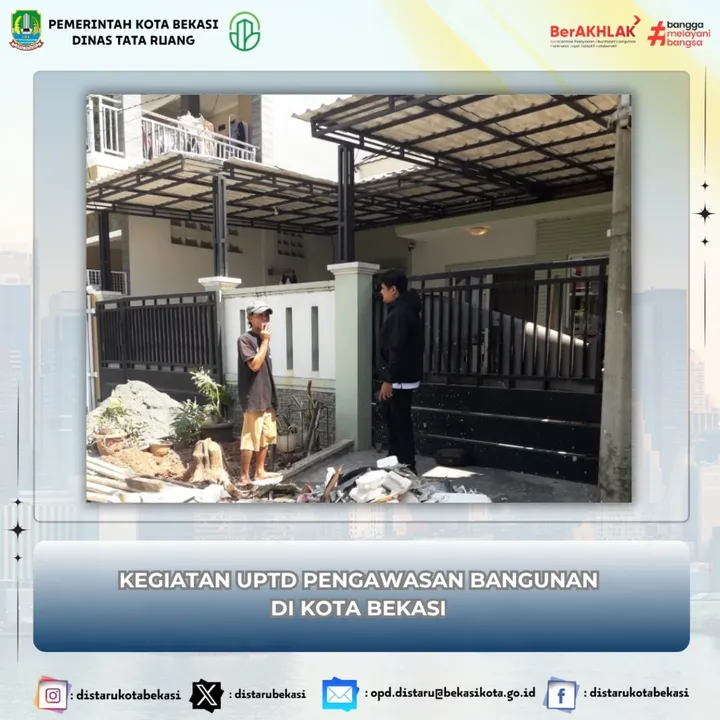 PEMERINTAH KOTA BEKASI
DINAS TATA RUANG
BerAKHLAK
# bangga
melayani
bangsa
KEGIATAN UPTD PENGAWASAN BANGUNAN
DI KOTA BEKASI
: distarukotabekasi
: distarubekasi
: opd.distaru@bekasikota.go.id
: distarukotabekasi